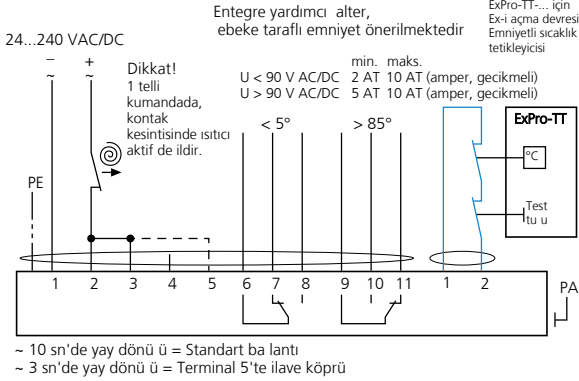 Entegre yardımcı alter,
ebeke taraflı emniyet önerilmektedir
ExPro-TT-... için
Ex-i açma devresi
Emniyetli sıcaklık
tetikleyicisi
24...240 VAC/DC
– +
~ ~
Dikkat!
1 telli
kumandada,
kontak
kesintisinde ısıtıcı
aktif de ildir.
min. maks.
U < 90 V AC/DC 2 AT 10 AT (amper, gecikmeli)
U > 90 V AC/DC 5 AT 10 AT (amper, gecikmeli)
< 5° > 85°
ExPro-TT
°C
Test
tu u
PE
1 2 3 4 5 6 7 8 9 10 11 1 2
PA
~ 10 sn'de yay dönü ü = Standart ba lantı
~ 3 sn'de yay dönü ü = Terminal 5'te ilave köprü